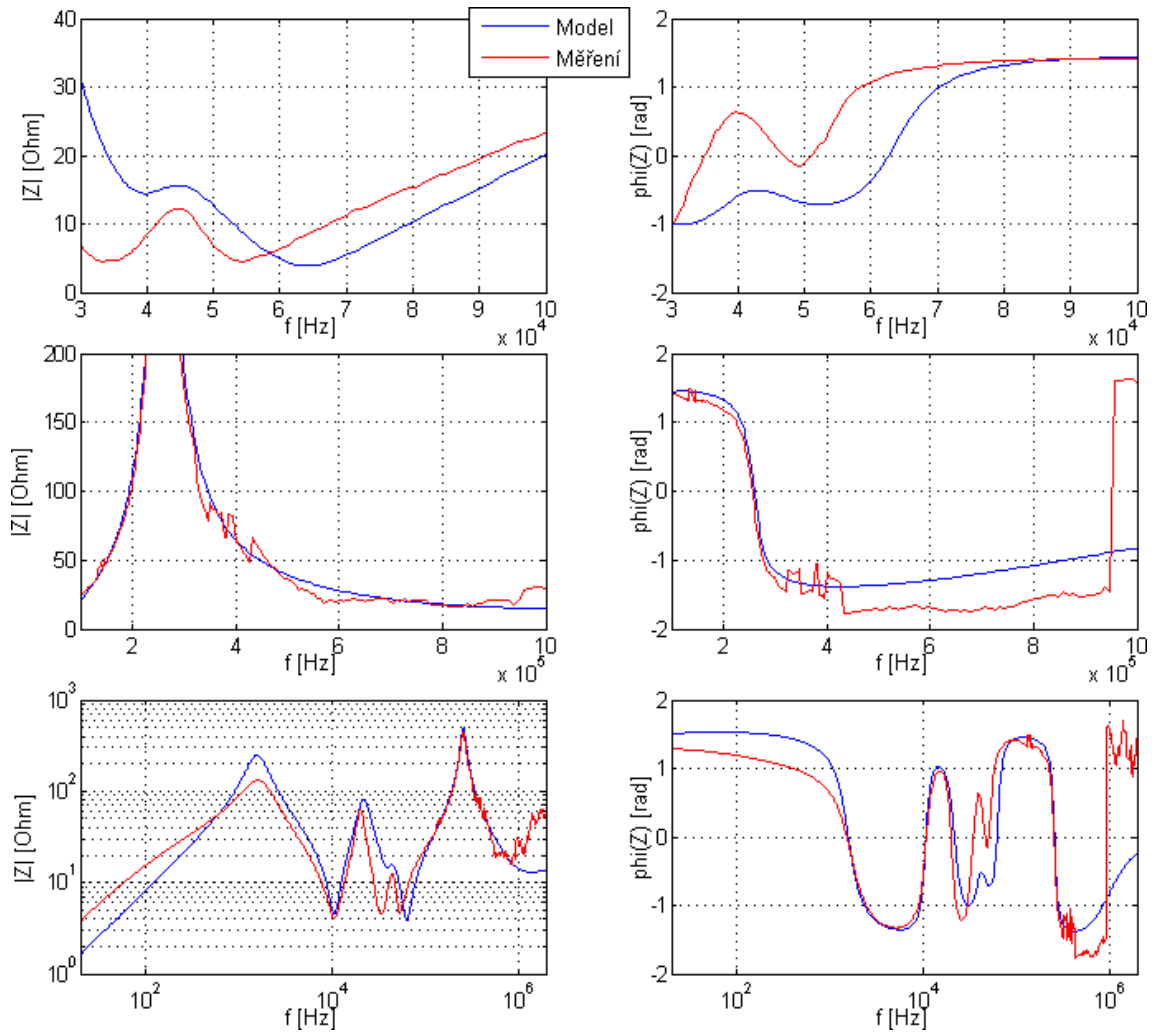 Model
Měření
40
30
20
10
0
|Z| [Ohm]
3 4 5 6 7 8 9 10
f [Hz]
x 10^4
2
1
0
-1
-2
phi(Z) [rad]
3 4 5 6 7 8 9 10
f [Hz]
x 10^4
200
150
100
50
0
|Z| [Ohm]
2 4 6 8 10
f [Hz]
x 10^5
2
1
0
-1
-2
phi(Z) [rad]
2 4 6 8 10
f [Hz]
x 10^5
10^3
10^2
10^1
10^0
|Z| [Ohm]
10^2 10^4 10^6
f [Hz]
2
1
0
-1
-2
phi(Z) [rad]
10^2 10^4 10^6
f [Hz]